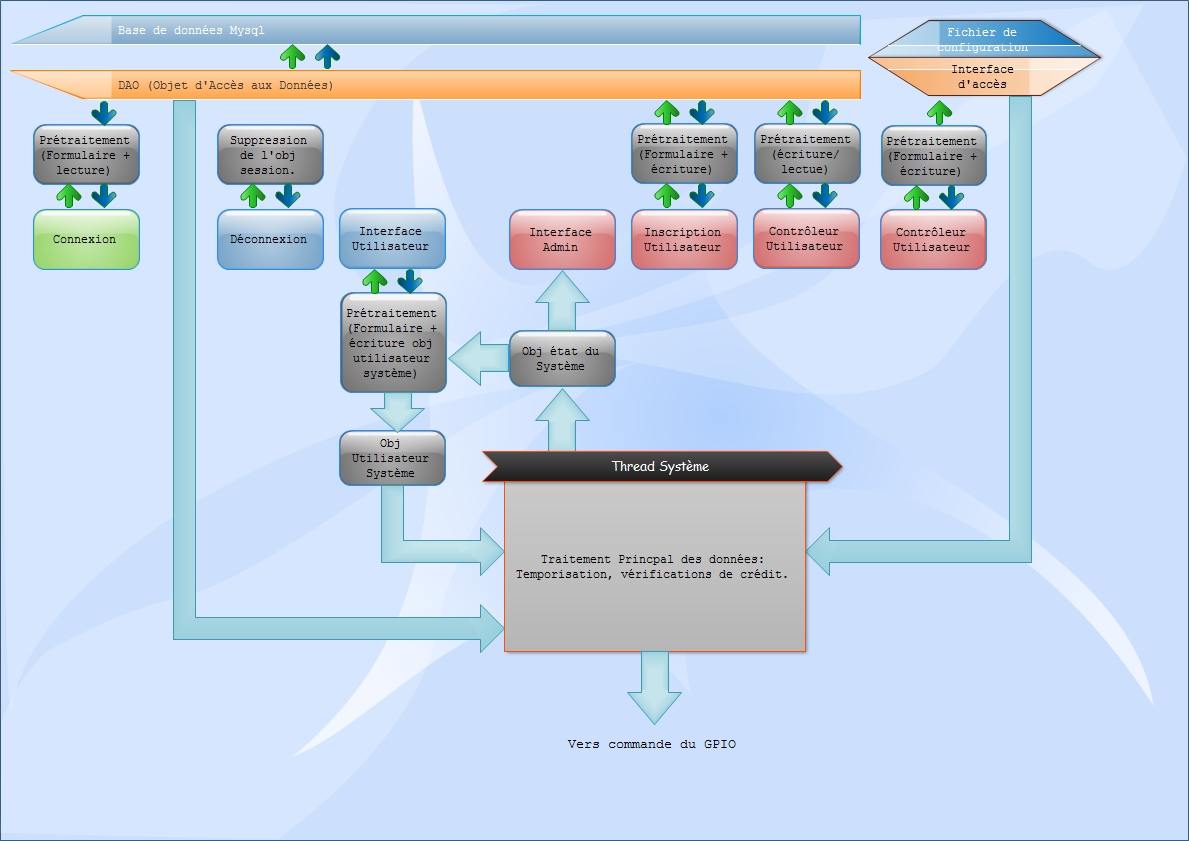 Base de données Mysql
Fichier de
configuration
DAO (Objet d'Accès aux Données)
Interface
d'accès
Prétraitement
(Formulaire +
lecture)
Suppression
de l'obj
session.
Prétraitement
(Formulaire +
écriture)
Prétraitement
(écriture/
lectue)
Prétraitement
(Formulaire +
écriture)
Connexion
Déconnexion
Interface
Utilisateur
Interface
Admin
Inscription
Utilisateur
Contrôleur
Utilisateur
Contrôleur
Utilisateur
Prétraitement
(Formulaire +
écriture obj
utilisateur
système)
Obj état du
Système
Obj
Utilisateur
Système
Thread Système
Traitement Princpal des données:
Temporisation, vérifications de crédit.
Vers commande du GPIO